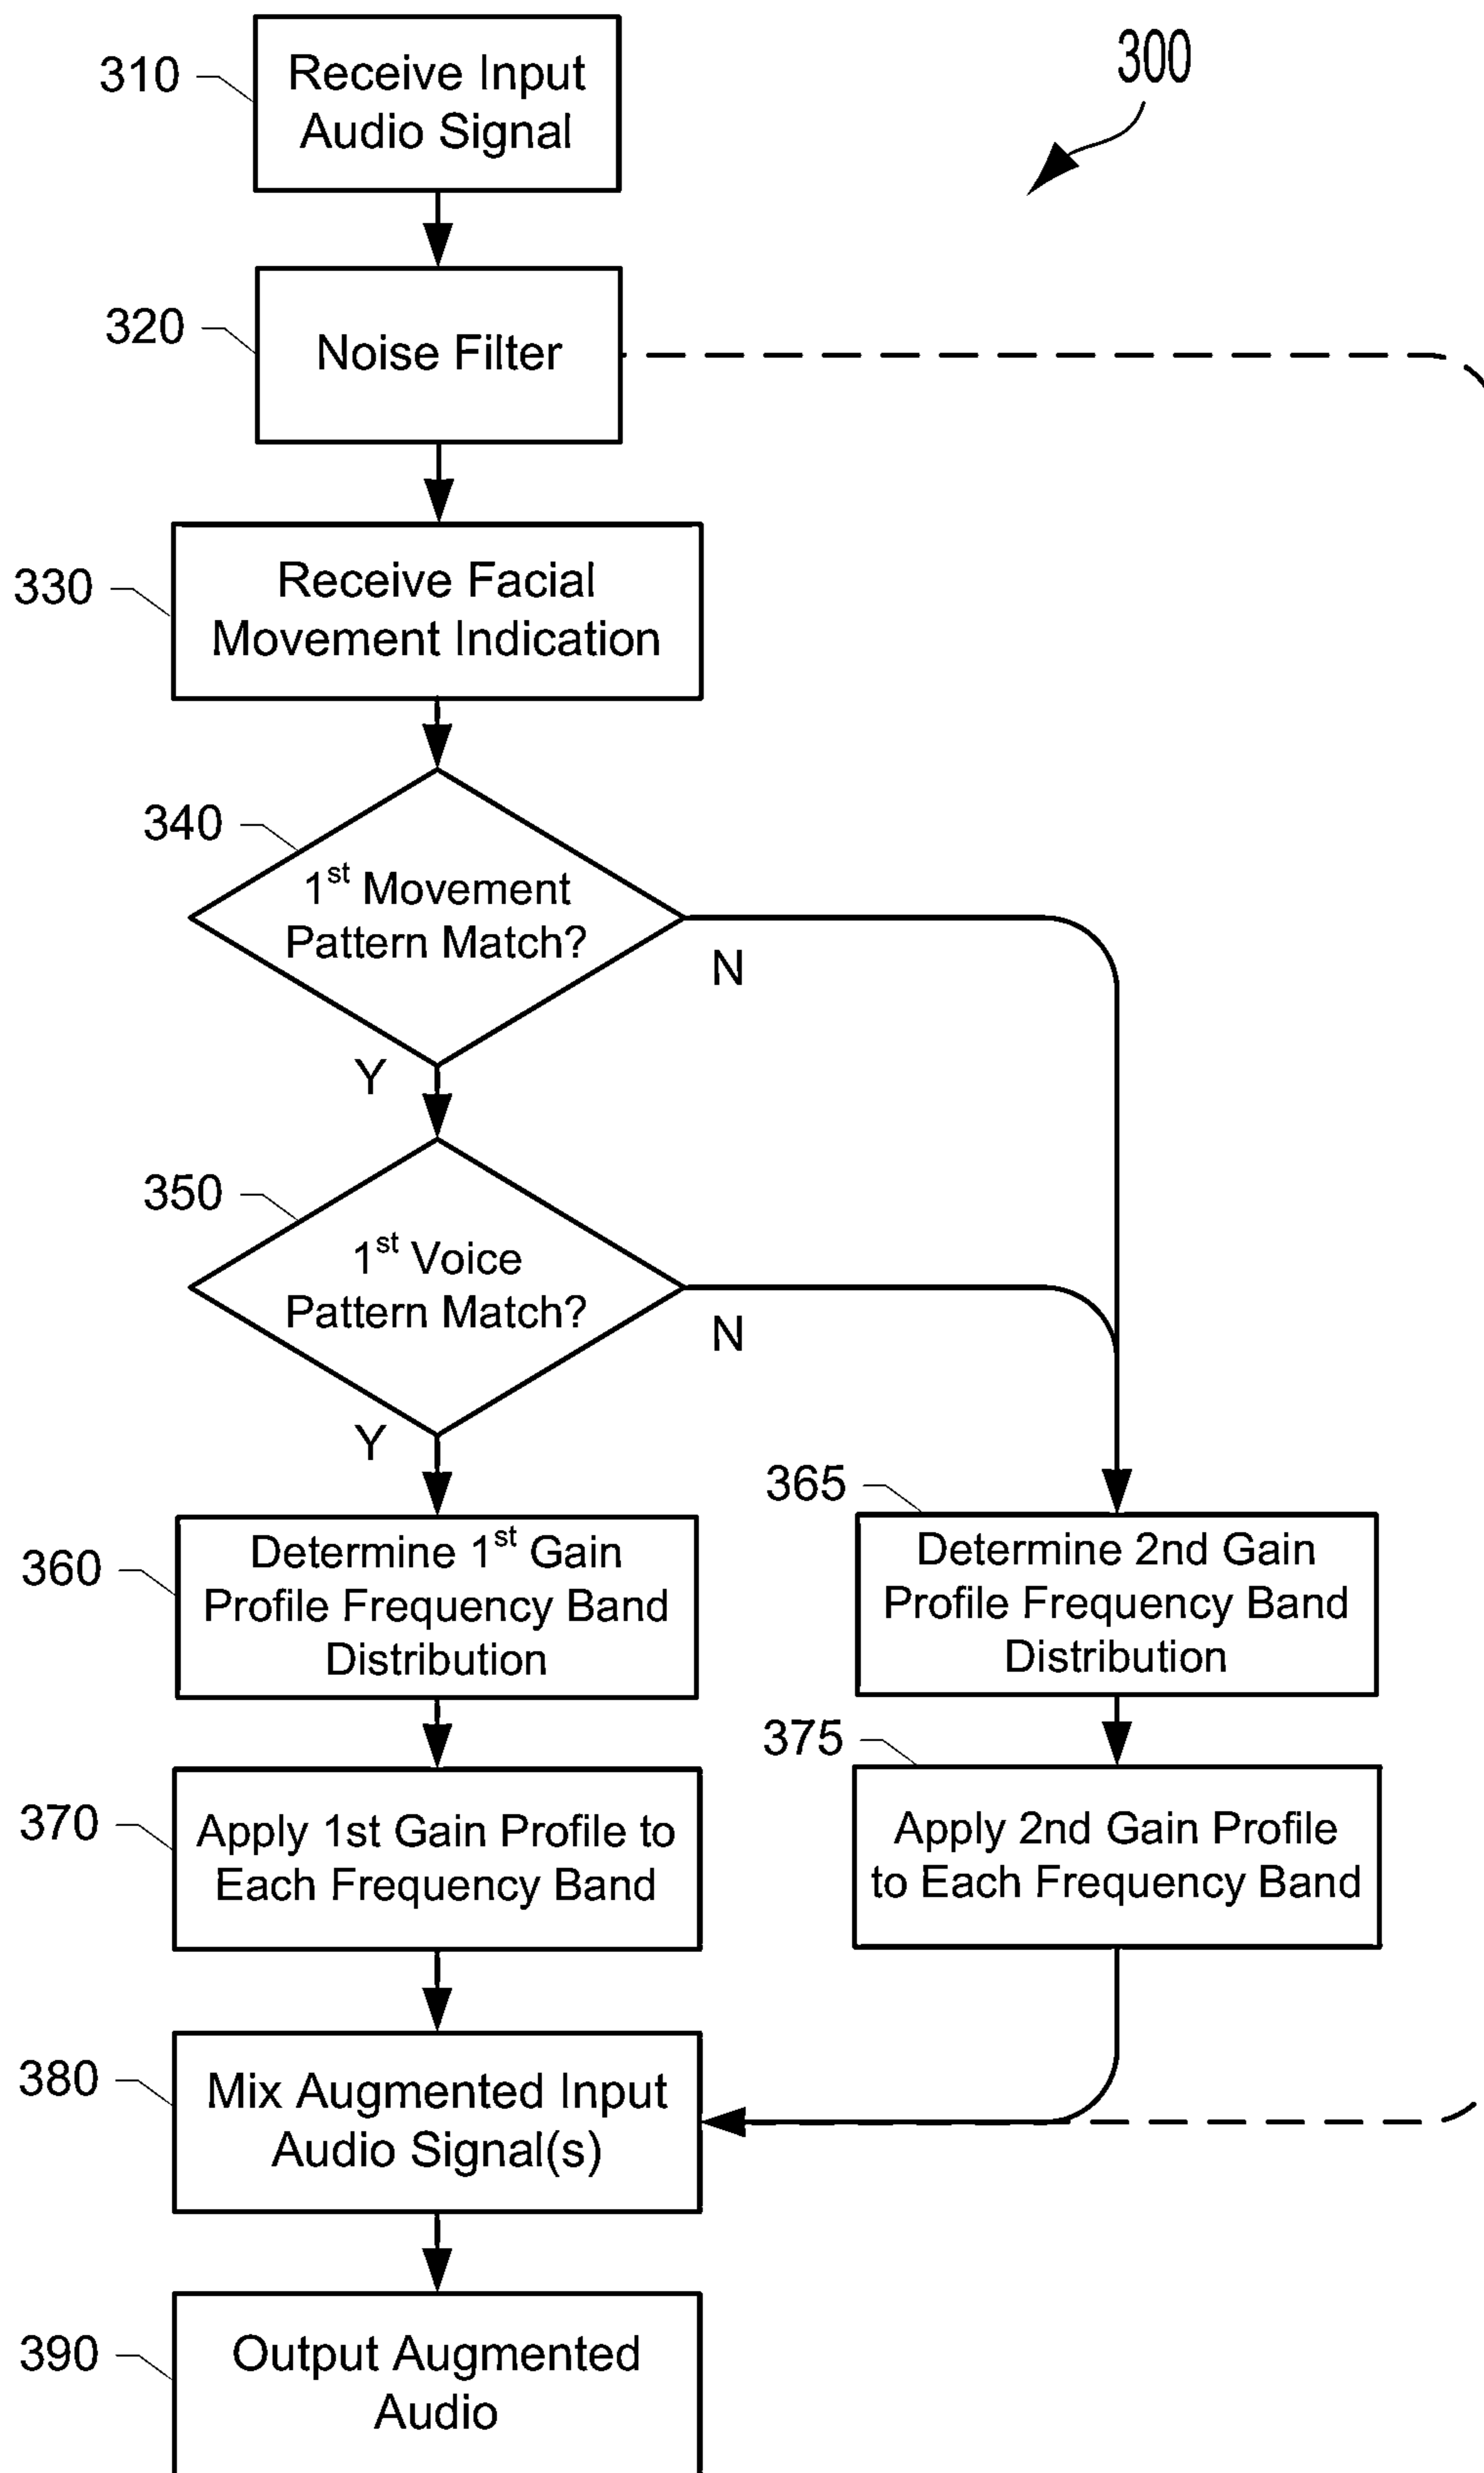 300
310
Receive Input
Audio Signal
320
Noise Filter
330
Receive Facial
Movement Indication
340
1st Movement
Pattern Match?
N
Y
350
1st Voice
Pattern Match?
N
Y
360
Determine 1st Gain
Profile Frequency Band
Distribution
365
Determine 2nd Gain
Profile Frequency Band
Distribution
370
Apply 1st Gain Profile to
Each Frequency Band
375
Apply 2nd Gain Profile
to Each Frequency Band
380
Mix Augmented Input
Audio Signal(s)
390
Output Augmented
Audio